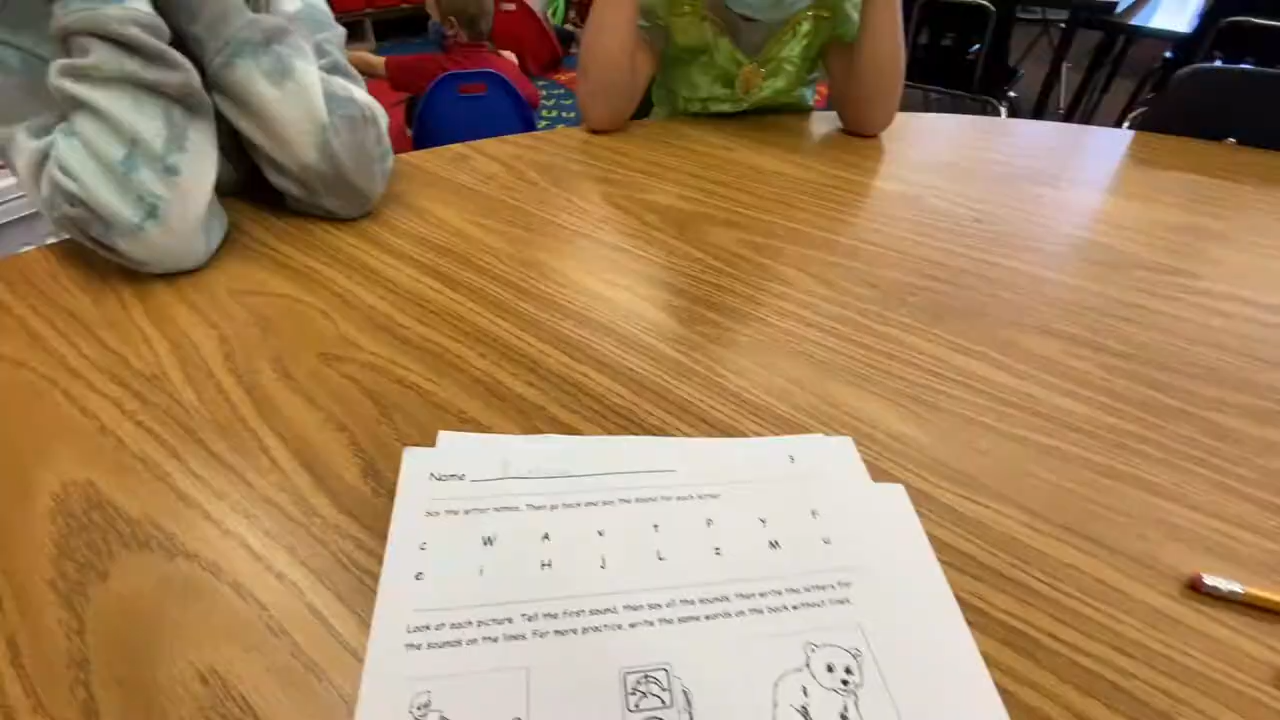 Name 3
Say the letter names. Then go back and say the sound for each letter.
c W A v t P Y F
e i H j L z M u
Look at each picture. Tell the first sound, then say all the sounds, then write the letters for
the sounds on the lines. For more practice, write the same words on the back without lines.